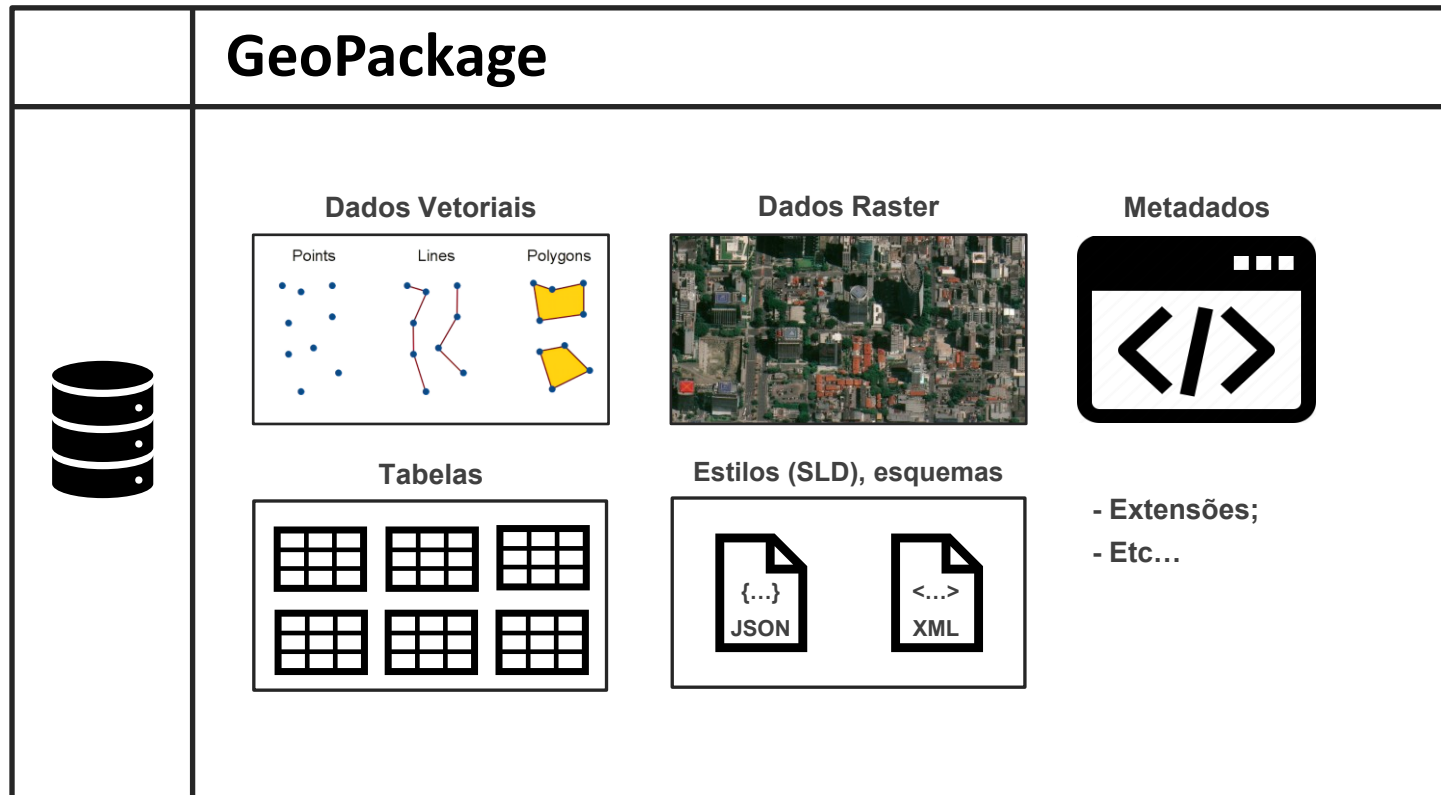 GeoPackage
Dados Vetoriais
Points Lines Polygons
Dados Raster
Metadados
</>
Tabelas
Estilos (SLD), esquemas
{...} <...>
JSON XML
- Extensões;
- Etc...